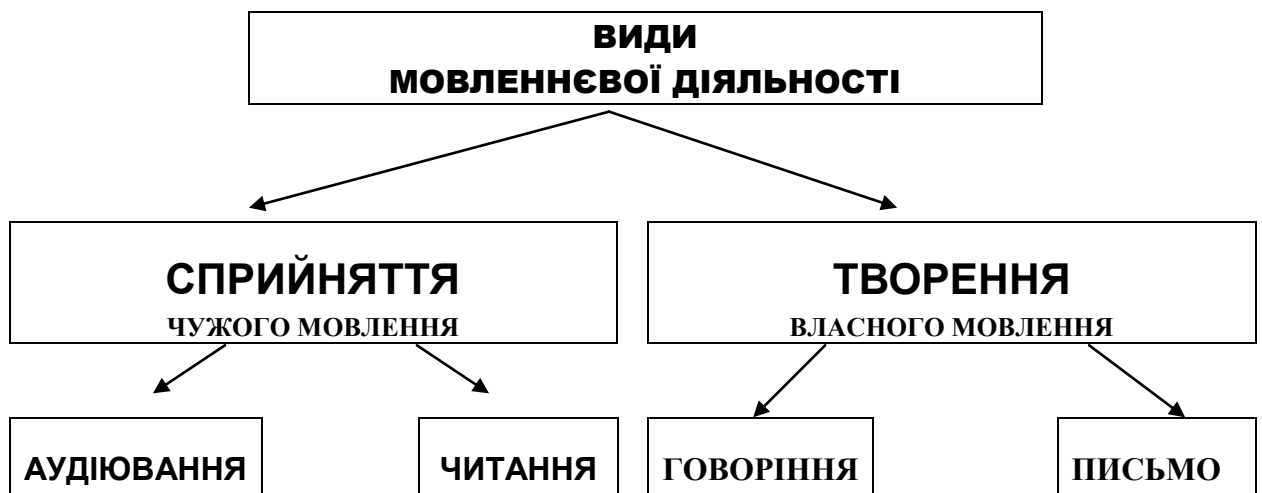 ВИДИ
МОВЛЕННЄВОЇ ДІЯЛЬНОСТІ
СПРИЙНЯТТЯ
ЧУЖОГО МОВЛЕННЯ
ТВОРЕННЯ
ВЛАСНОГО МОВЛЕННЯ
АУДІЮВАННЯ
ЧИТАННЯ
ГОВОРІННЯ
ПИСЬМО